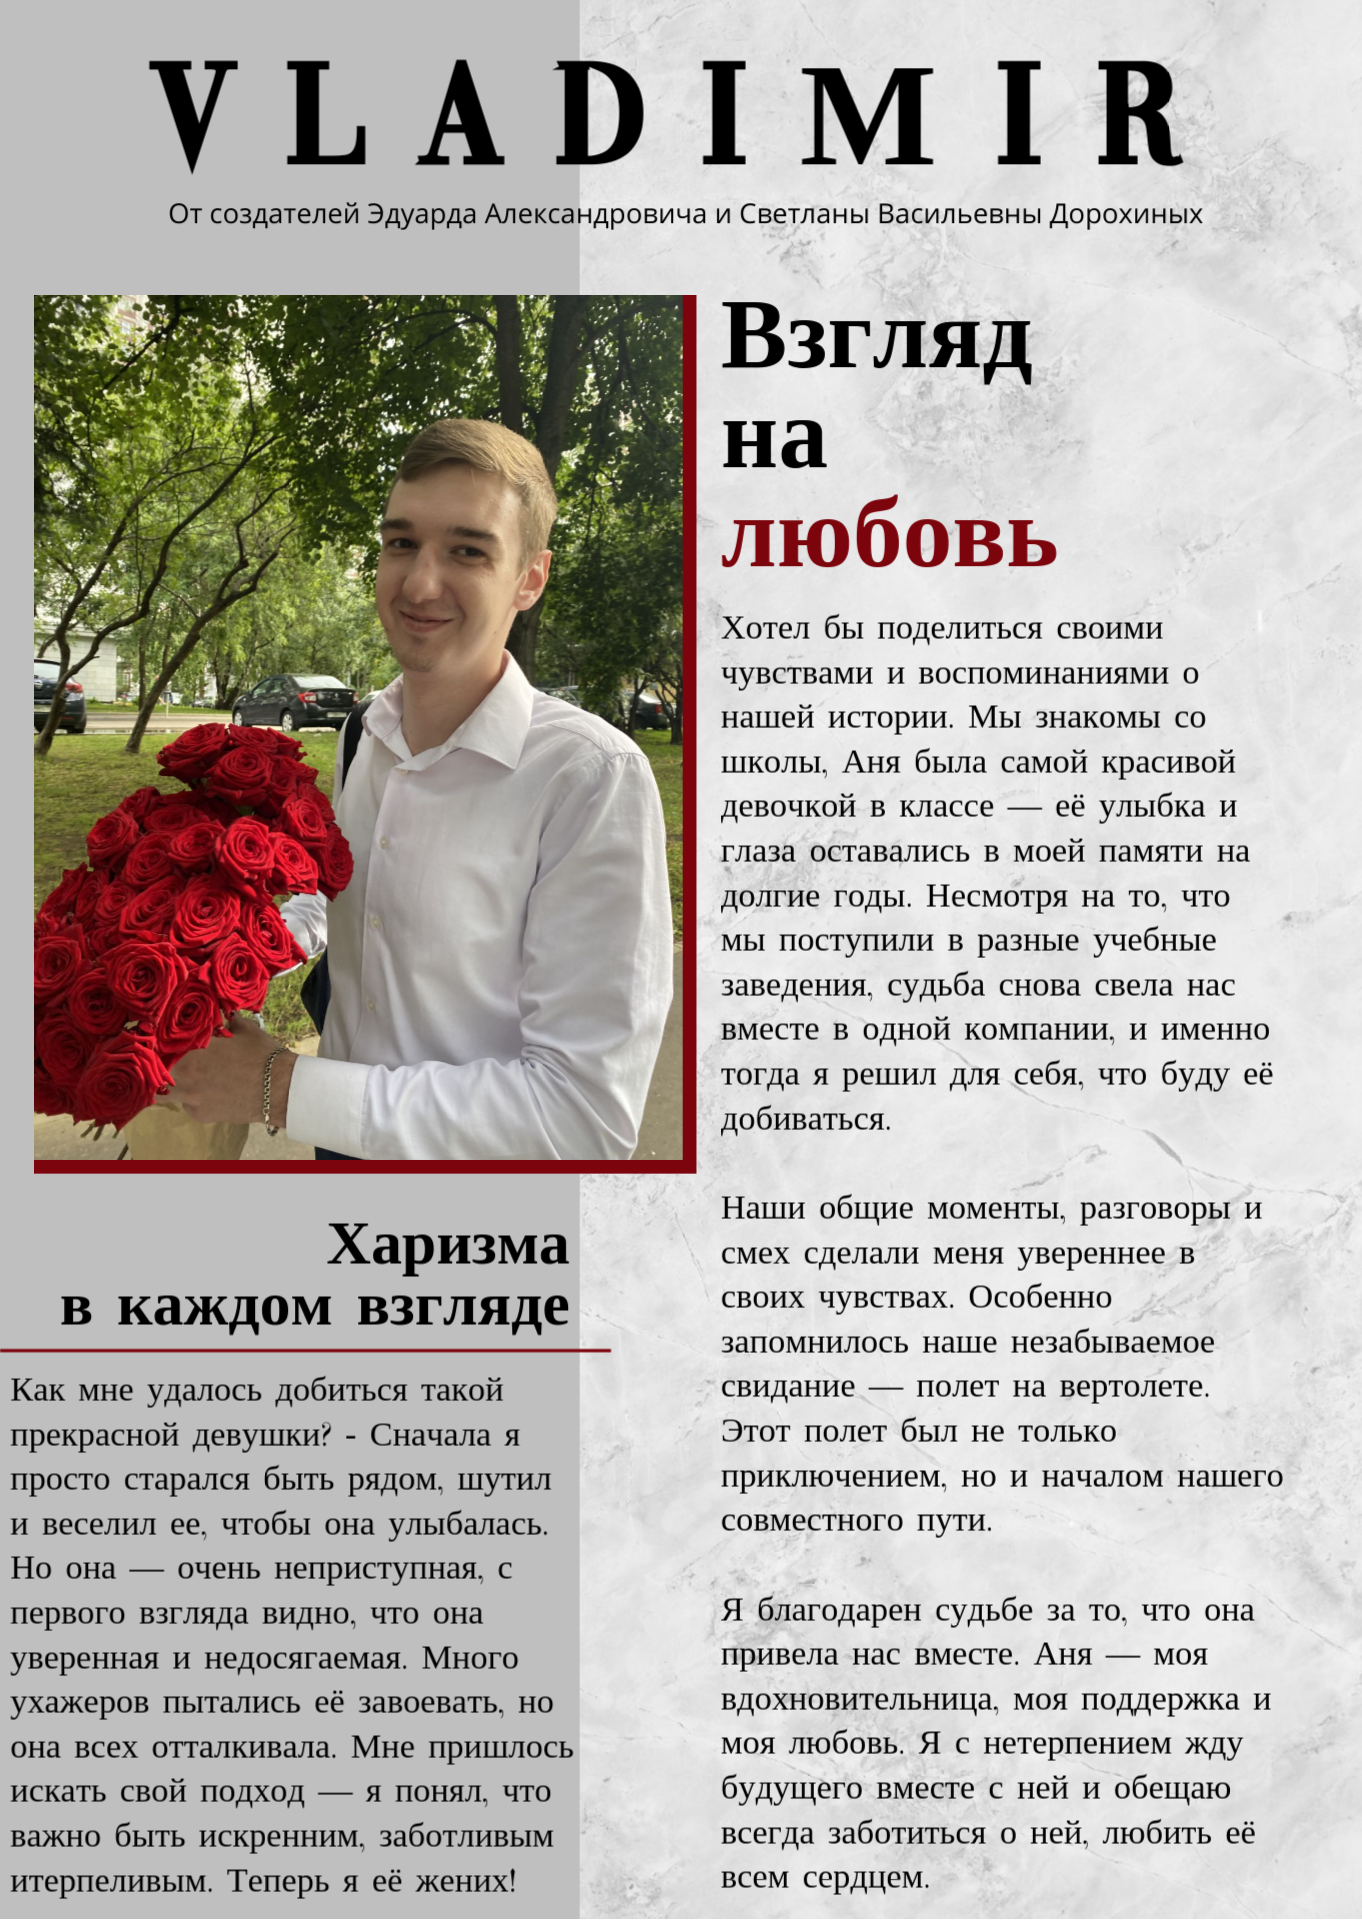 VLADIMIR
От создателей Эдуарда Александровича и Светланы Васильевны Дорохиных
Взгляд
на
любовь
Хотел бы поделиться своими
чувствами и воспоминаниями о
нашей истории. Мы знакомы со
школы, Аня была самой красивой
девочкой в классе — её улыбка и
глаза оставались в моей памяти на
долгие годы. Несмотря на то, что
мы поступили в разные учебные
заведения, судьба снова свела нас
вместе в одной компании, и именно
тогда я решил для себя, что буду её
добиваться.
Наши общие моменты, разговоры и
смех сделали меня увереннее в
своих чувствах. Особенно
запомнилось наше незабываемое
свидание — полет на вертолете.
Этот полет был не только
приключением, но и началом нашего
совместного пути.
Я благодарен судьбе за то, что она
привела нас вместе. Аня — моя
вдохновительница, моя поддержка и
моя любовь. Я с нетерпением жду
будущего вместе с ней и обещаю
всегда заботиться о ней, любить её
всем сердцем.
Харизма
в каждом взгляде
Как мне удалось добиться такой
прекрасной девушки? - Сначала я
просто старался быть рядом, шутил
и веселил ее, чтобы она улыбалась.
Но она — очень неприступная, с
первого взгляда видно, что она
уверенная и недосягаемая. Много
ухажеров пытались её завоевать, но
она всех отталкивала. Мне пришлось
искать свой подход — я понял, что
важно быть искренним, заботливым
итерпеливым. Теперь я её жених!